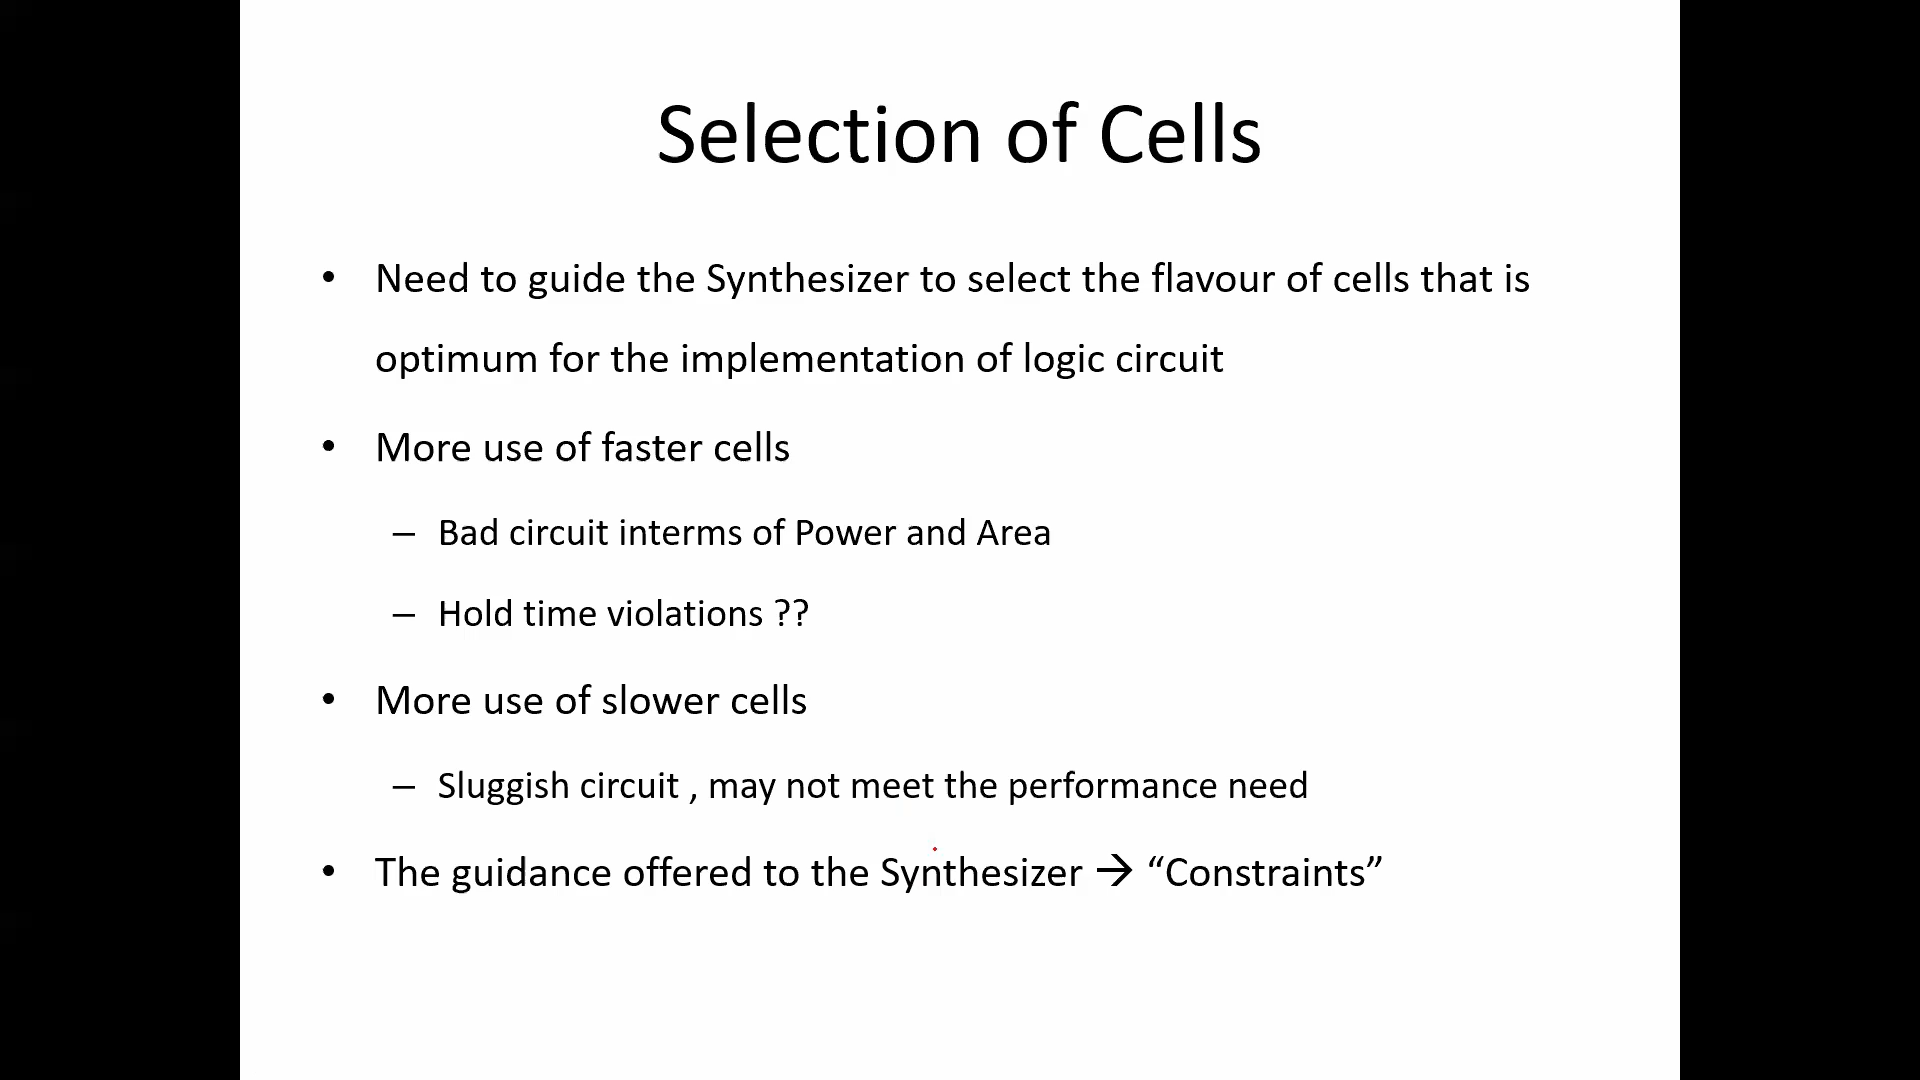 Selection of Cells
• Need to guide the Synthesizer to select the flavour of cells that is
optimum for the implementation of logic circuit
• More use of faster cells
– Bad circuit interms of Power and Area
– Hold time violations ??
• More use of slower cells
– Sluggish circuit , may not meet the performance need
• The guidance offered to the Synthesizer → “Constraints”